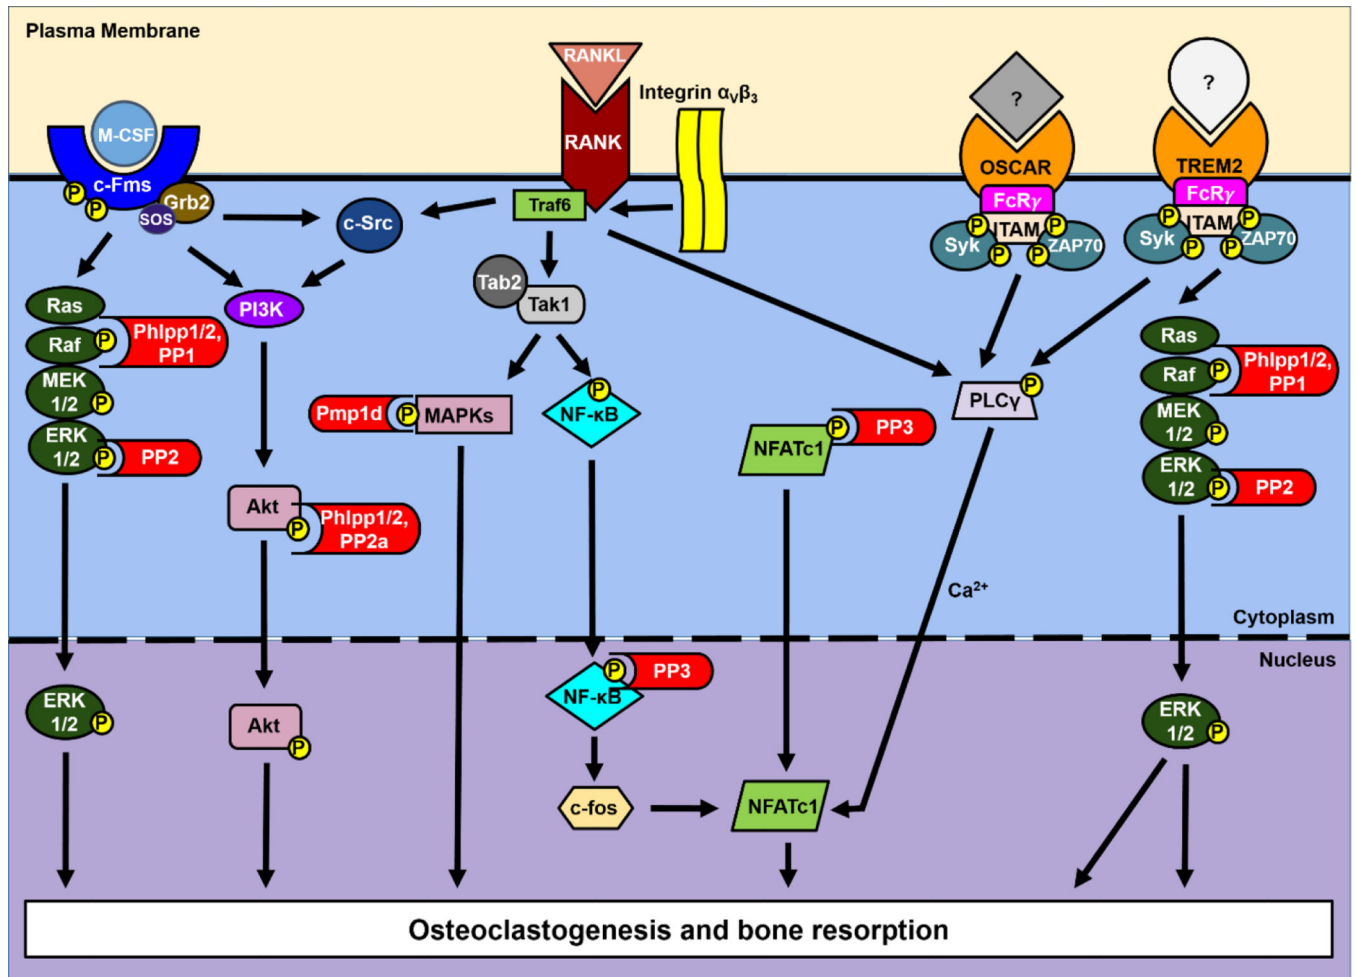 Plasma Membrane
RANKL
Integrin αVβ3
?
?
M-CSF
RANK
c-Fms
OSCAR
TREM2
P
P
Grb2
SOS
c-Src
Traf6
FcRγ
ITAM
P
P
Syk
P
P
ZAP70
FcRγ
ITAM
P
P
Syk
P
P
ZAP70
Tab2
Tak1
Ras
Raf
P
Phlpp1/2,
PP1
MEK
1/2
P
ERK
1/2
P
PP2
PI3K
Pmp1d
P
MAPKs
P
NF-κB
NFATc1
P
PP3
P
PLCγ
Ras
Raf
P
Phlpp1/2,
PP1
MEK
1/2
P
ERK
1/2
P
PP2
Akt
P
Phlpp1/2,
PP2a
Ca2+
Cytoplasm
Nucleus
ERK
1/2
P
Akt
P
P
PP3
NF-κB
c-fos
NFATc1
ERK
1/2
P
Osteoclastogenesis and bone resorption